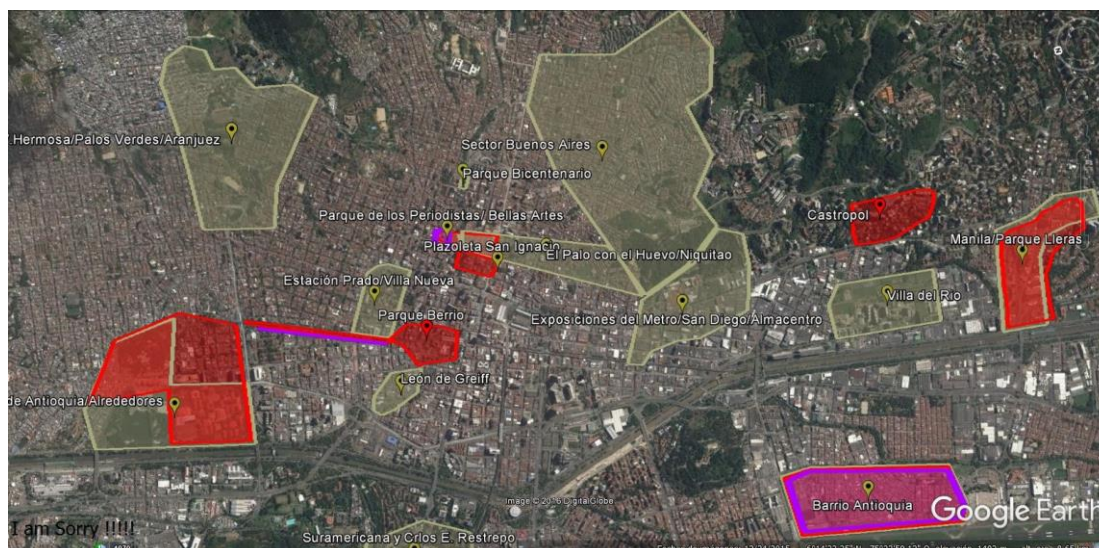 Hermosa/Palos Verdes/Aranjuez
Sector Buenos Aires
Parque Bicentenario
Parque de los Periodistas/ Bellas Artes
Castropol
Plazoleta San Ignacio
Manila/Parque Lleras
El Palo con el Huevo/Niquitao
Estación Prado/Villa Nueva
Villa del Rio
Parque Berrio
Exposiciones del Metro/San Diego/Almacentro
León de Greiff
de Antioquia/Alrededores
Image © 2016 DigitalGlobe
Barrio Antioquia
Google Earth
I am Sorry !!!!!
Suramericana y Crlos E. Restrepo